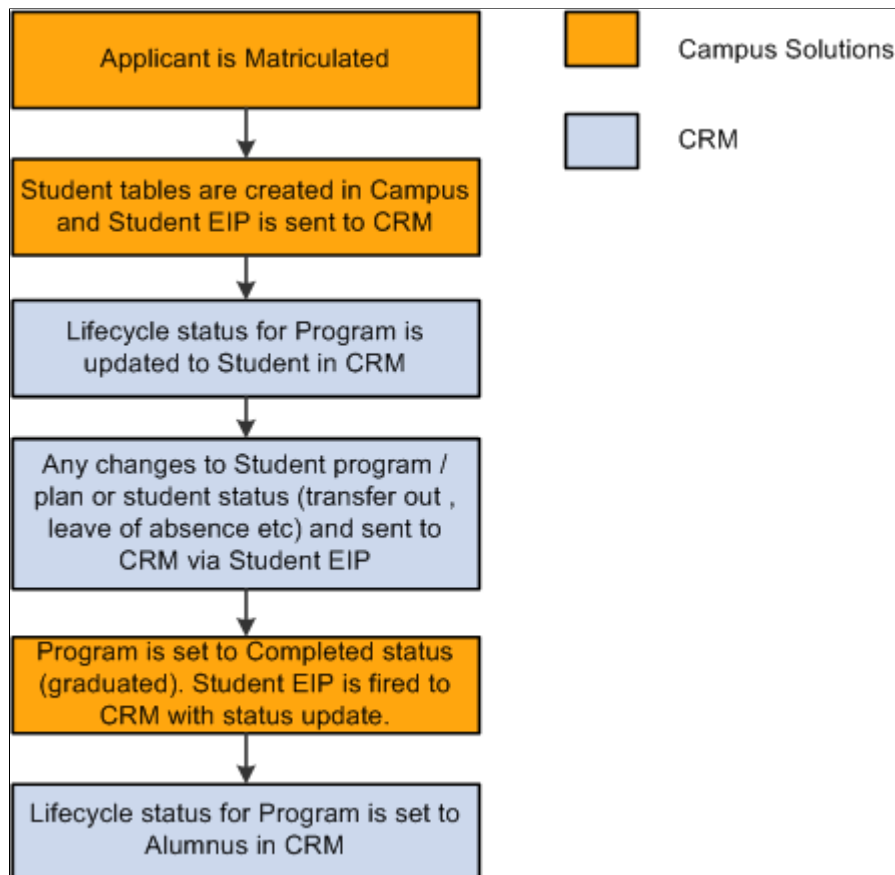 Applicant is Matriculated
Campus Solutions
CRM
Student tables are created in Campus
and Student EIP is sent to CRM
Lifecycle status for Program is
updated to Student in CRM
Any changes to Student program /
plan or student status (transfer out ,
leave of absence etc) and sent to
CRM via Student EIP
Program is set to Completed status
(graduated). Student EIP is fired to
CRM with status update.
Lifecycle status for Program is set to
Alumnus in CRM